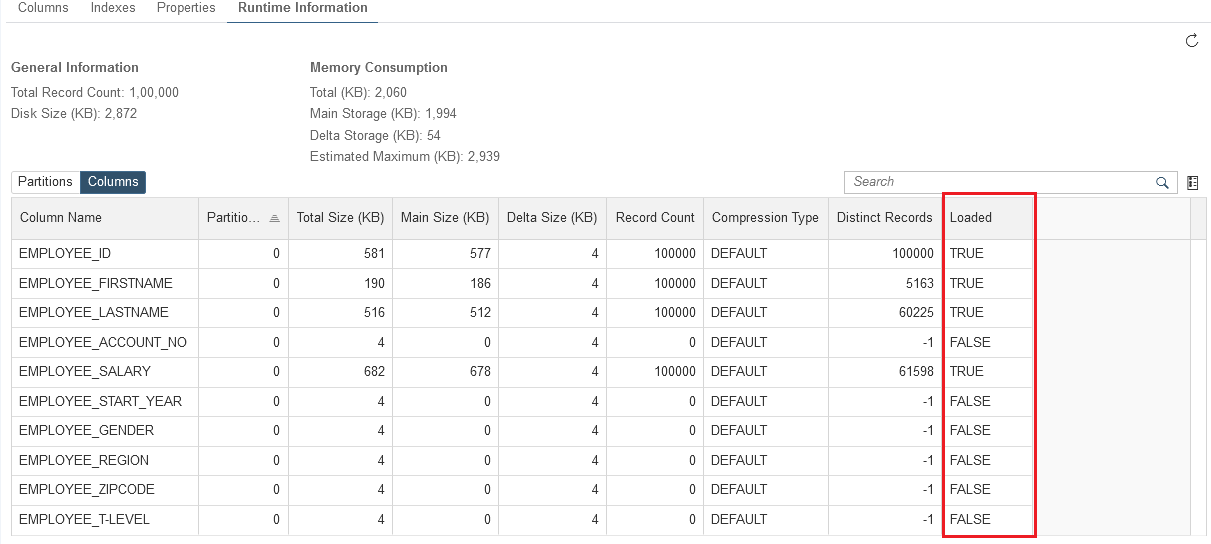 Columns Indexes Properties Runtime Information
General Information Memory Consumption
Total Record Count: 1,00,000 Total (KB): 2,060
Disk Size (KB): 2,872 Main Storage (KB): 1,994
Delta Storage (KB): 54
Estimated Maximum (KB): 2,939
Partitions Columns Search
Column Name Partitio... Total Size (KB) Main Size (KB) Delta Size (KB) Record Count Compression Type Distinct Records Loaded
EMPLOYEE_ID 0 581 577 4 100000 DEFAULT 100000 TRUE
EMPLOYEE_FIRSTNAME 0 190 186 4 100000 DEFAULT 5163 TRUE
EMPLOYEE_LASTNAME 0 516 512 4 100000 DEFAULT 60225 TRUE
EMPLOYEE_ACCOUNT_NO 0 4 0 4 0 DEFAULT -1 FALSE
EMPLOYEE_SALARY 0 682 678 4 100000 DEFAULT 61598 TRUE
EMPLOYEE_START_YEAR 0 4 0 4 0 DEFAULT -1 FALSE
EMPLOYEE_GENDER 0 4 0 4 0 DEFAULT -1 FALSE
EMPLOYEE_REGION 0 4 0 4 0 DEFAULT -1 FALSE
EMPLOYEE_ZIPCODE 0 4 0 4 0 DEFAULT -1 FALSE
EMPLOYEE_T-LEVEL 0 4 0 4 0 DEFAULT -1 FALSE